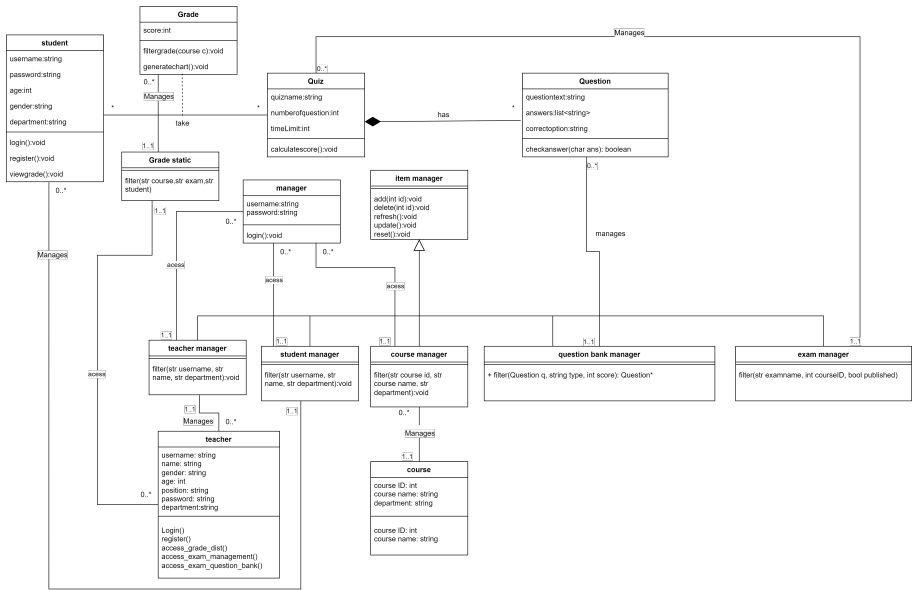 Grade
score:int
filtergrade(course c):void
generatechart():void
Manages
student
username:string
password:string
age:int
gender:string
department:string
login():void
register():void
viewgrade():void
0..*
Manages
0..*
Manages
1..1
*
take
*
Quiz
quizname:string
numberofquestion:int
timeLimit:int
calculatescore():void
0..*
has
*
Question
questiontext:string
answers:list<string>
correctoption:string
checkanswer(char ans): boolean
0..*
manages
1..1
Grade static
filter(str course,str exam,str
student)
1..1
acess
0..*
manager
username:string
password:string
login():void
0..*
0..*
0..*
acess
acess
acess
1..1
1..1
1..1
item manager
add(int id):void
delete(int id):void
refresh():void
update():void
reset():void
teacher manager
filter(str username, str
name, str department):void
1..1
Manages
0..*
student manager
filter(str username, str
name, str department):void
1..1
course manager
filter(str course id, str
course name, str
department):void
0..*
Manages
1..1
question bank manager
+ filter(Question q, string type, int score): Question*
1..1
exam manager
filter(str examname, int courseID, bool published)
teacher
username: string
name: string
gender: string
age: int
position: string
password: string
department:string
Login()
register()
access_grade_dist()
access_exam_management()
access_exam_question_bank()
course
course ID: int
course name: string
department: string
course ID: int
course name: string